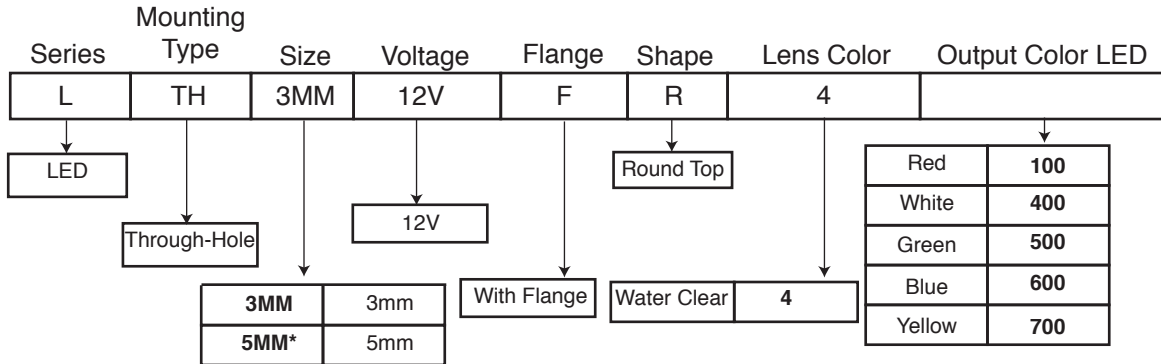 Series
Mounting
Type
Size
Voltage
Flange
Shape
Lens Color
Output Color LED
L
TH
3MM
12V
F
R
4
LED
Through-Hole
3MM 3mm
5MM* 5mm
12V
With Flange
Round Top
Water Clear 4
Red 100
White 400
Green 500
Blue 600
Yellow 700